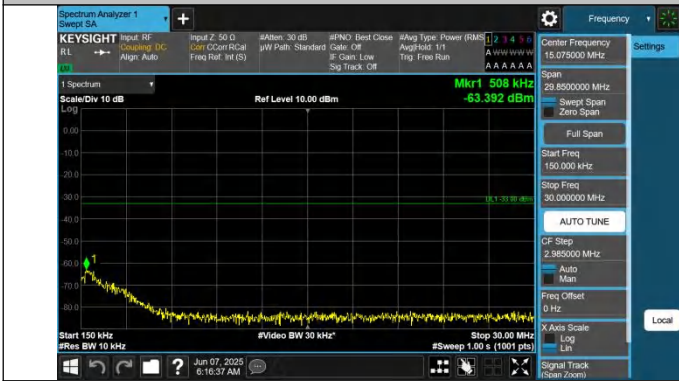 Spectrum Analyzer 1
Swept SA
+
Frequency
KEYSIGHT
RL
Input: RF
Coupling: DC
Align: Auto
Input Z: 50 Ω
Corr CCorr RCal
Freq Ref: Int (S)
#Atten: 30 dB
µW Path: Standard
#PNO: Best Close
Gate: Off
IF Gain: Low
Sig Track: Off
#Avg Type: Power (RMS)
Avg|Hold: 1/1
Trig: Free Run
1 2 3 4 5 6
A W W W W W
A A A A A A
1 Spectrum
Scale/Div 10 dB
Ref Level 10.00 dBm
Mkr1 508 kHz
-63.392 dBm
Log
0.00
-10.0
-20.0
-30.0
-40.0
-50.0
-60.0
-70.0
-80.0
UL1 -33.00 dBm
1
Start 150 kHz
#Res BW 10 kHz
#Video BW 30 kHz*
Stop 30.00 MHz
#Sweep 1.00 s (1001 pts)
Center Frequency
15.075000 MHz
Span
29.8500000 MHz
Swept Span
Zero Span
Full Span
Start Freq
150.000 kHz
Stop Freq
30.000000 MHz
AUTO TUNE
CF Step
2.985000 MHz
Auto
Man
Freq Offset
0 Hz
X Axis Scale
Log
Lin
Signal Track
(Span Zoom)
Settings
Local
?
Jun 07, 2025
6:16:37 AM